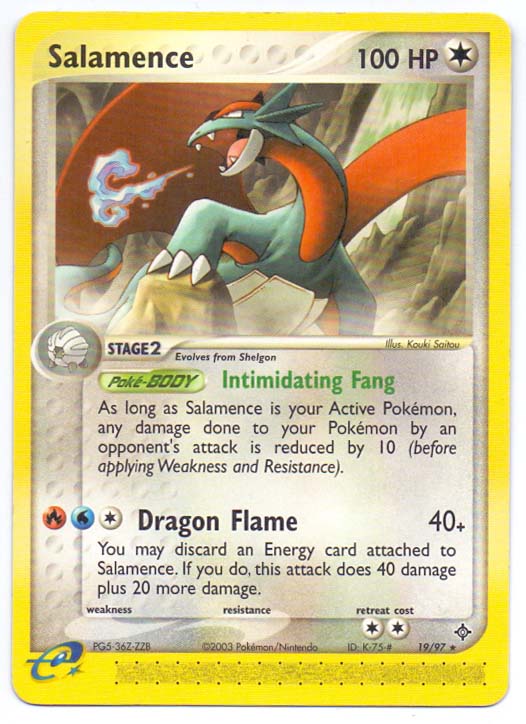 Salamence 100 HP
Illus. Kouki Saitou
STAGE2 Evolves from Shelgon
Poké-BODY Intimidating Fang
As long as Salamence is your Active Pokémon,
any damage done to your Pokémon by an
opponent's attack is reduced by 10 (before
applying Weakness and Resistance).
Dragon Flame 40+
You may discard an Energy card attached to
Salamence. If you do, this attack does 40 damage
plus 20 more damage.
weakness resistance retreat cost
PG5-36Z-ZZB ©2003 Pokémon/Nintendo ID: K-75-# 19/97 ★
e